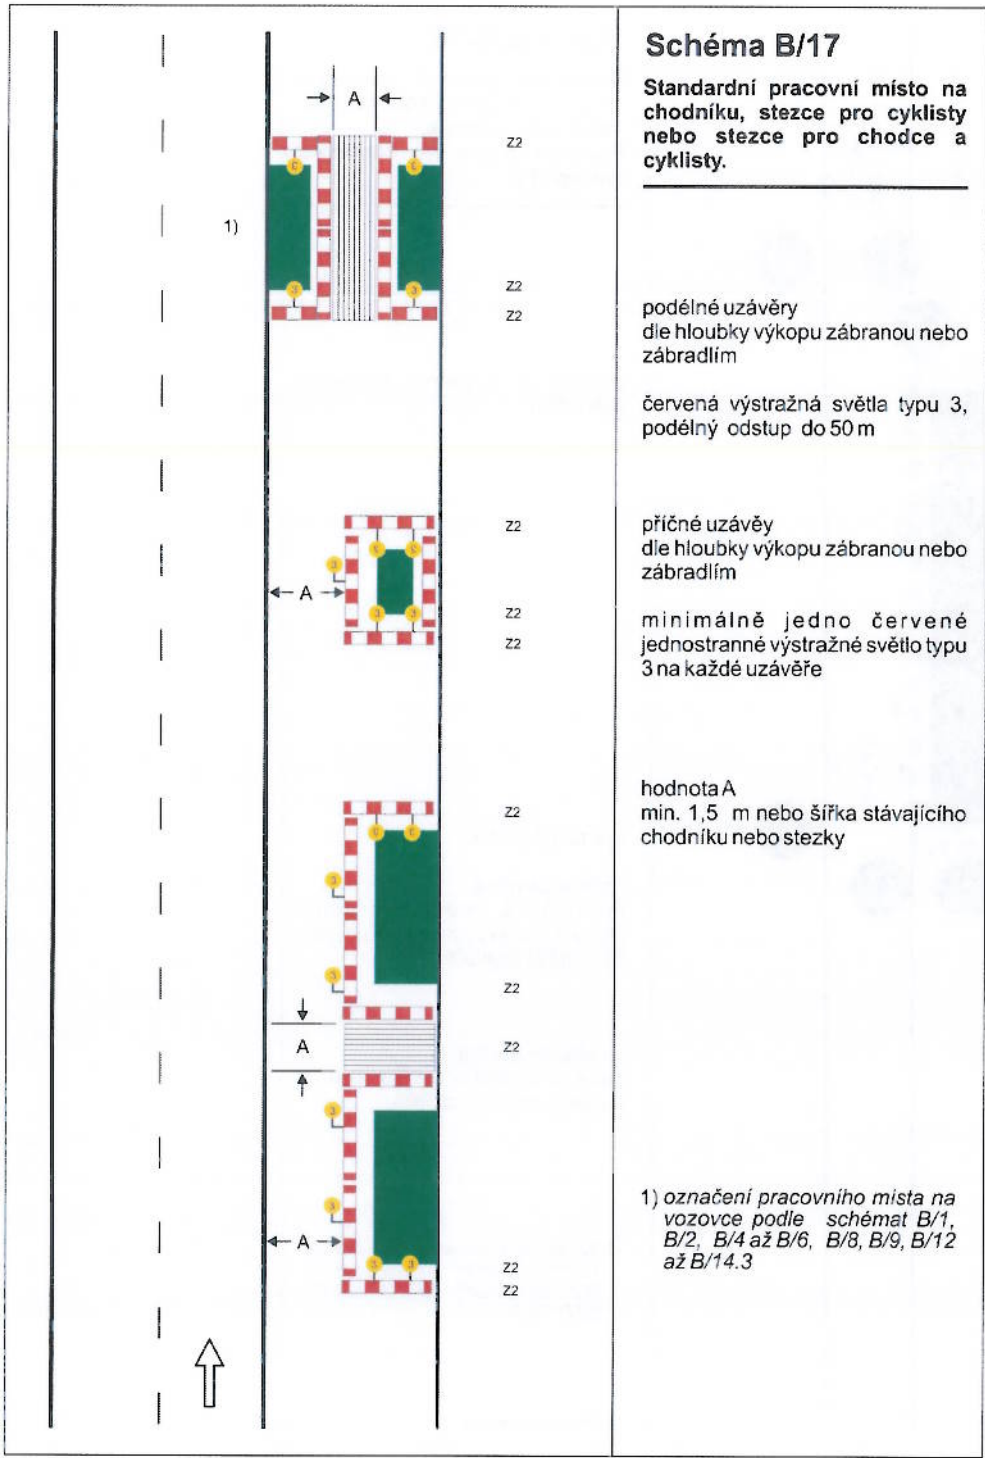 Schéma B/17
Standardní pracovní místo na
chodníku, stezce pro cyklisty
nebo stezce pro chodce a
cyklisty.
A
Z2
1)
Z2
Z2
podélné uzávěry
dle hloubky výkopu zábranou nebo
zábradlím
červená výstražná světla typu 3,
podélný odstup do 50 m
Z2
3
A
Z2
Z2
příčné uzávěy
dle hloubky výkopu zábranou nebo
zábradlím
minimálně jedno červené
jednostranné výstražné světlo typu
3 na každé uzávěře
Z2
Z2
A
Z2
A
Z2
Z2
hodnota A
min. 1,5 m nebo šířka stávajícího
chodníku nebo stezky
1) označení pracovního místa na
vozovce podle schémat B/1,
B/2, B/4 až B/6, B/8, B/9, B/12
až B/14.3